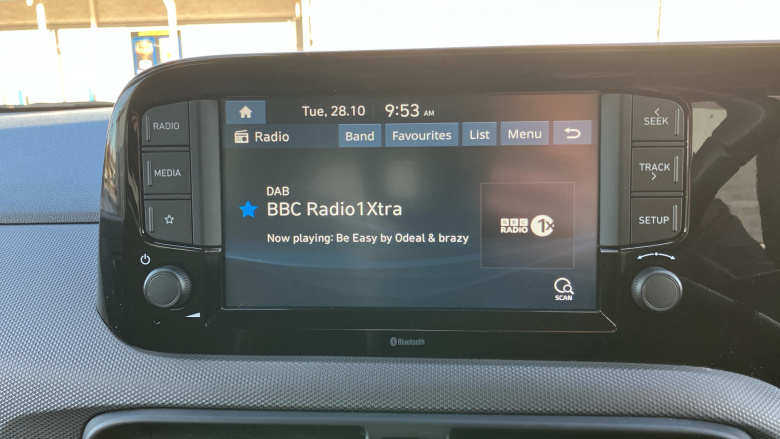 Tue, 28.10 9:53 AM
RADIO
MEDIA
Radio Band Favourites List Menu
SEEK
TRACK
SETUP
DAB
BBC Radio1Xtra
Now playing: Be Easy by Odeal & brazy
BBC
RADIO 1X
SCAN
Bluetooth